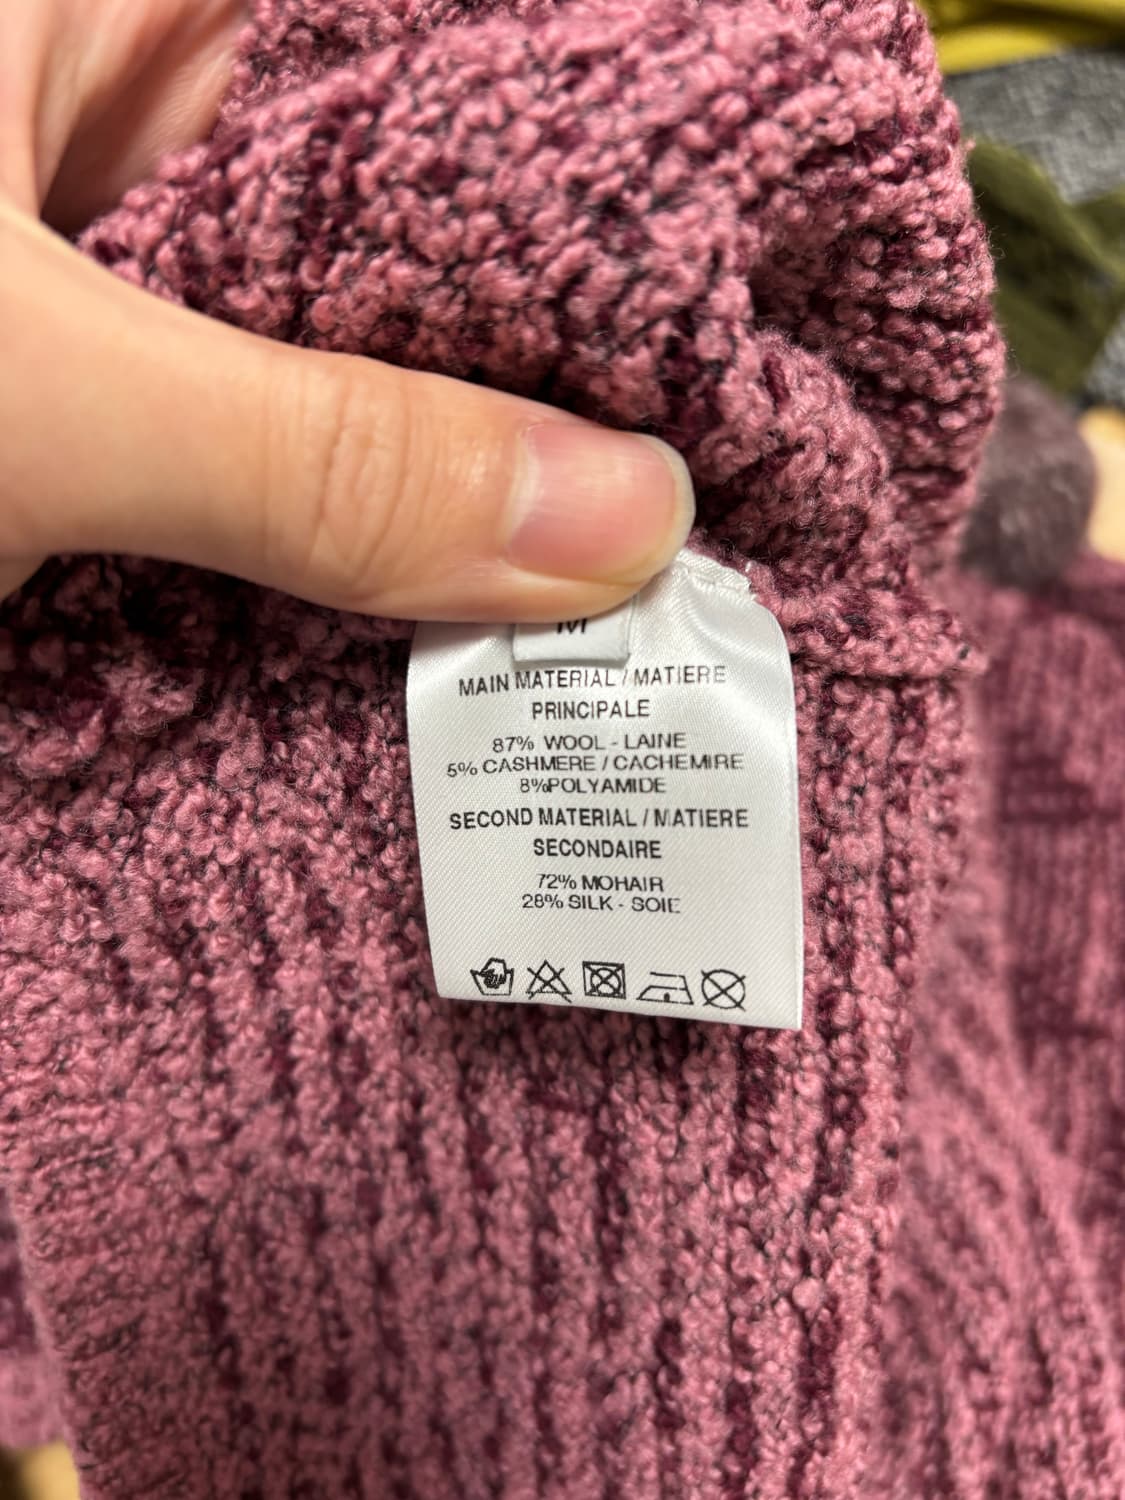 M
MAIN MATERIAL / MATIERE
PRINCIPALE
87% WOOL - LAINE
5% CASHMERE / CACHEMIRE
8%POLYAMIDE
SECOND MATERIAL / MATIERE
SECONDAIRE
72% MOHAIR
28% SILK - SOIE